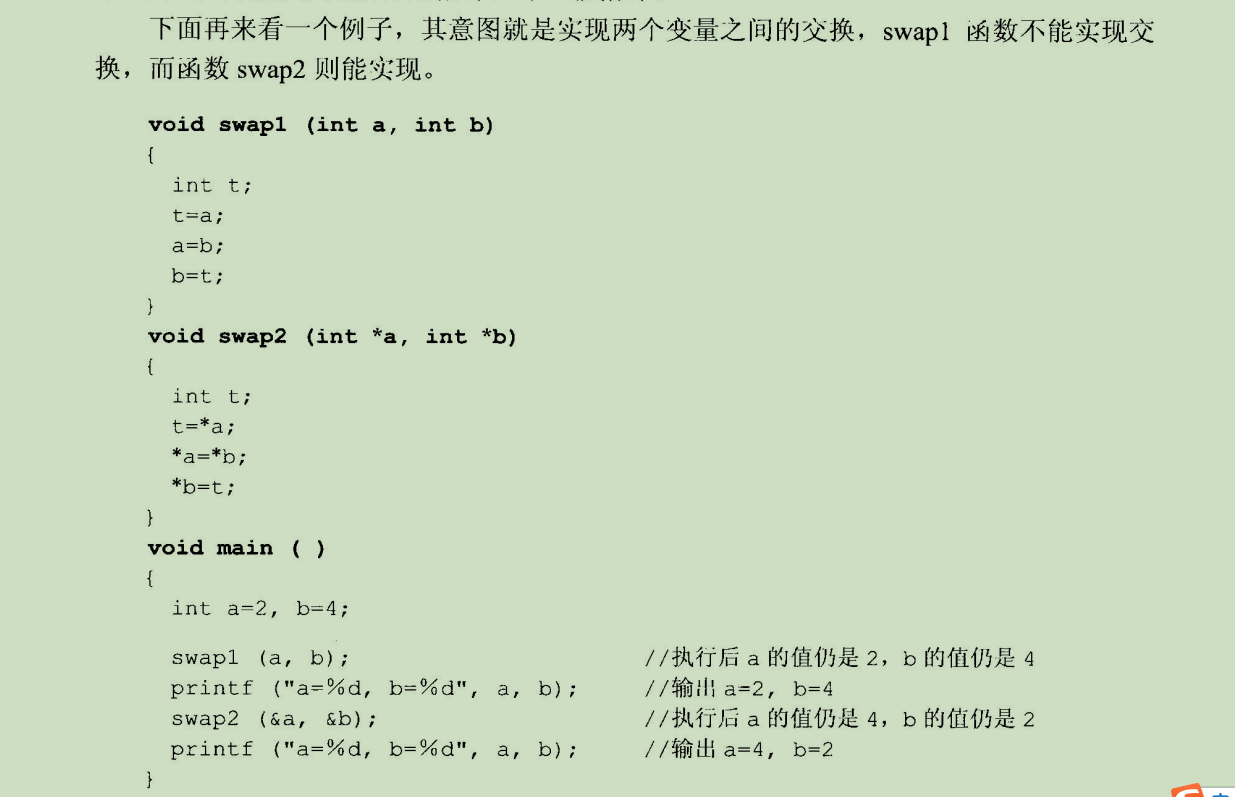 下面再来看一个例子，其意图就是实现两个变量之间的交换，swap1 函数不能实现交
换，而函数 swap2 则能实现。
void swap1 (int a, int b)
{
int t;
t=a;
a=b;
b=t;
}
void swap2 (int *a, int *b)
{
int t;
t=*a;
*a=*b;
*b=t;
}
void main ( )
{
int a=2, b=4;
swap1 (a, b); //执行后 a 的值仍是 2，b 的值仍是 4
printf ("a=%d, b=%d", a, b); //输出 a=2, b=4
swap2 (&a, &b); //执行后 a 的值仍是 4，b 的值仍是 2
printf ("a=%d, b=%d", a, b); //输出 a=4, b=2
}